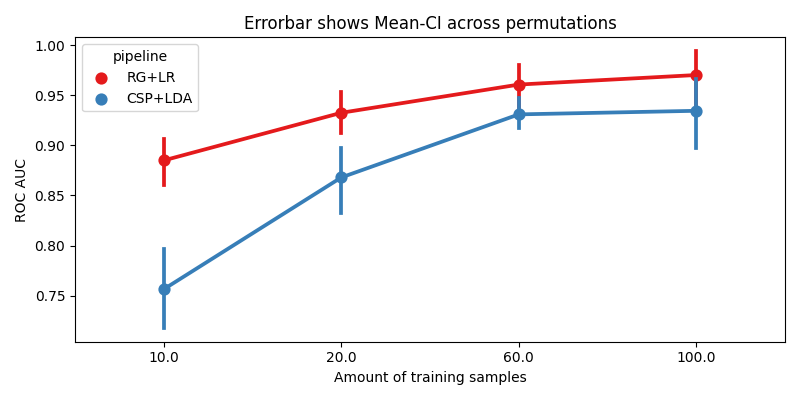 Errorbar shows Mean-CI across permutations
pipeline
RG+LR
CSP+LDA
ROC AUC
1.00
0.95
0.90
0.85
0.80
0.75
10.0
20.0
60.0
100.0
Amount of training samples